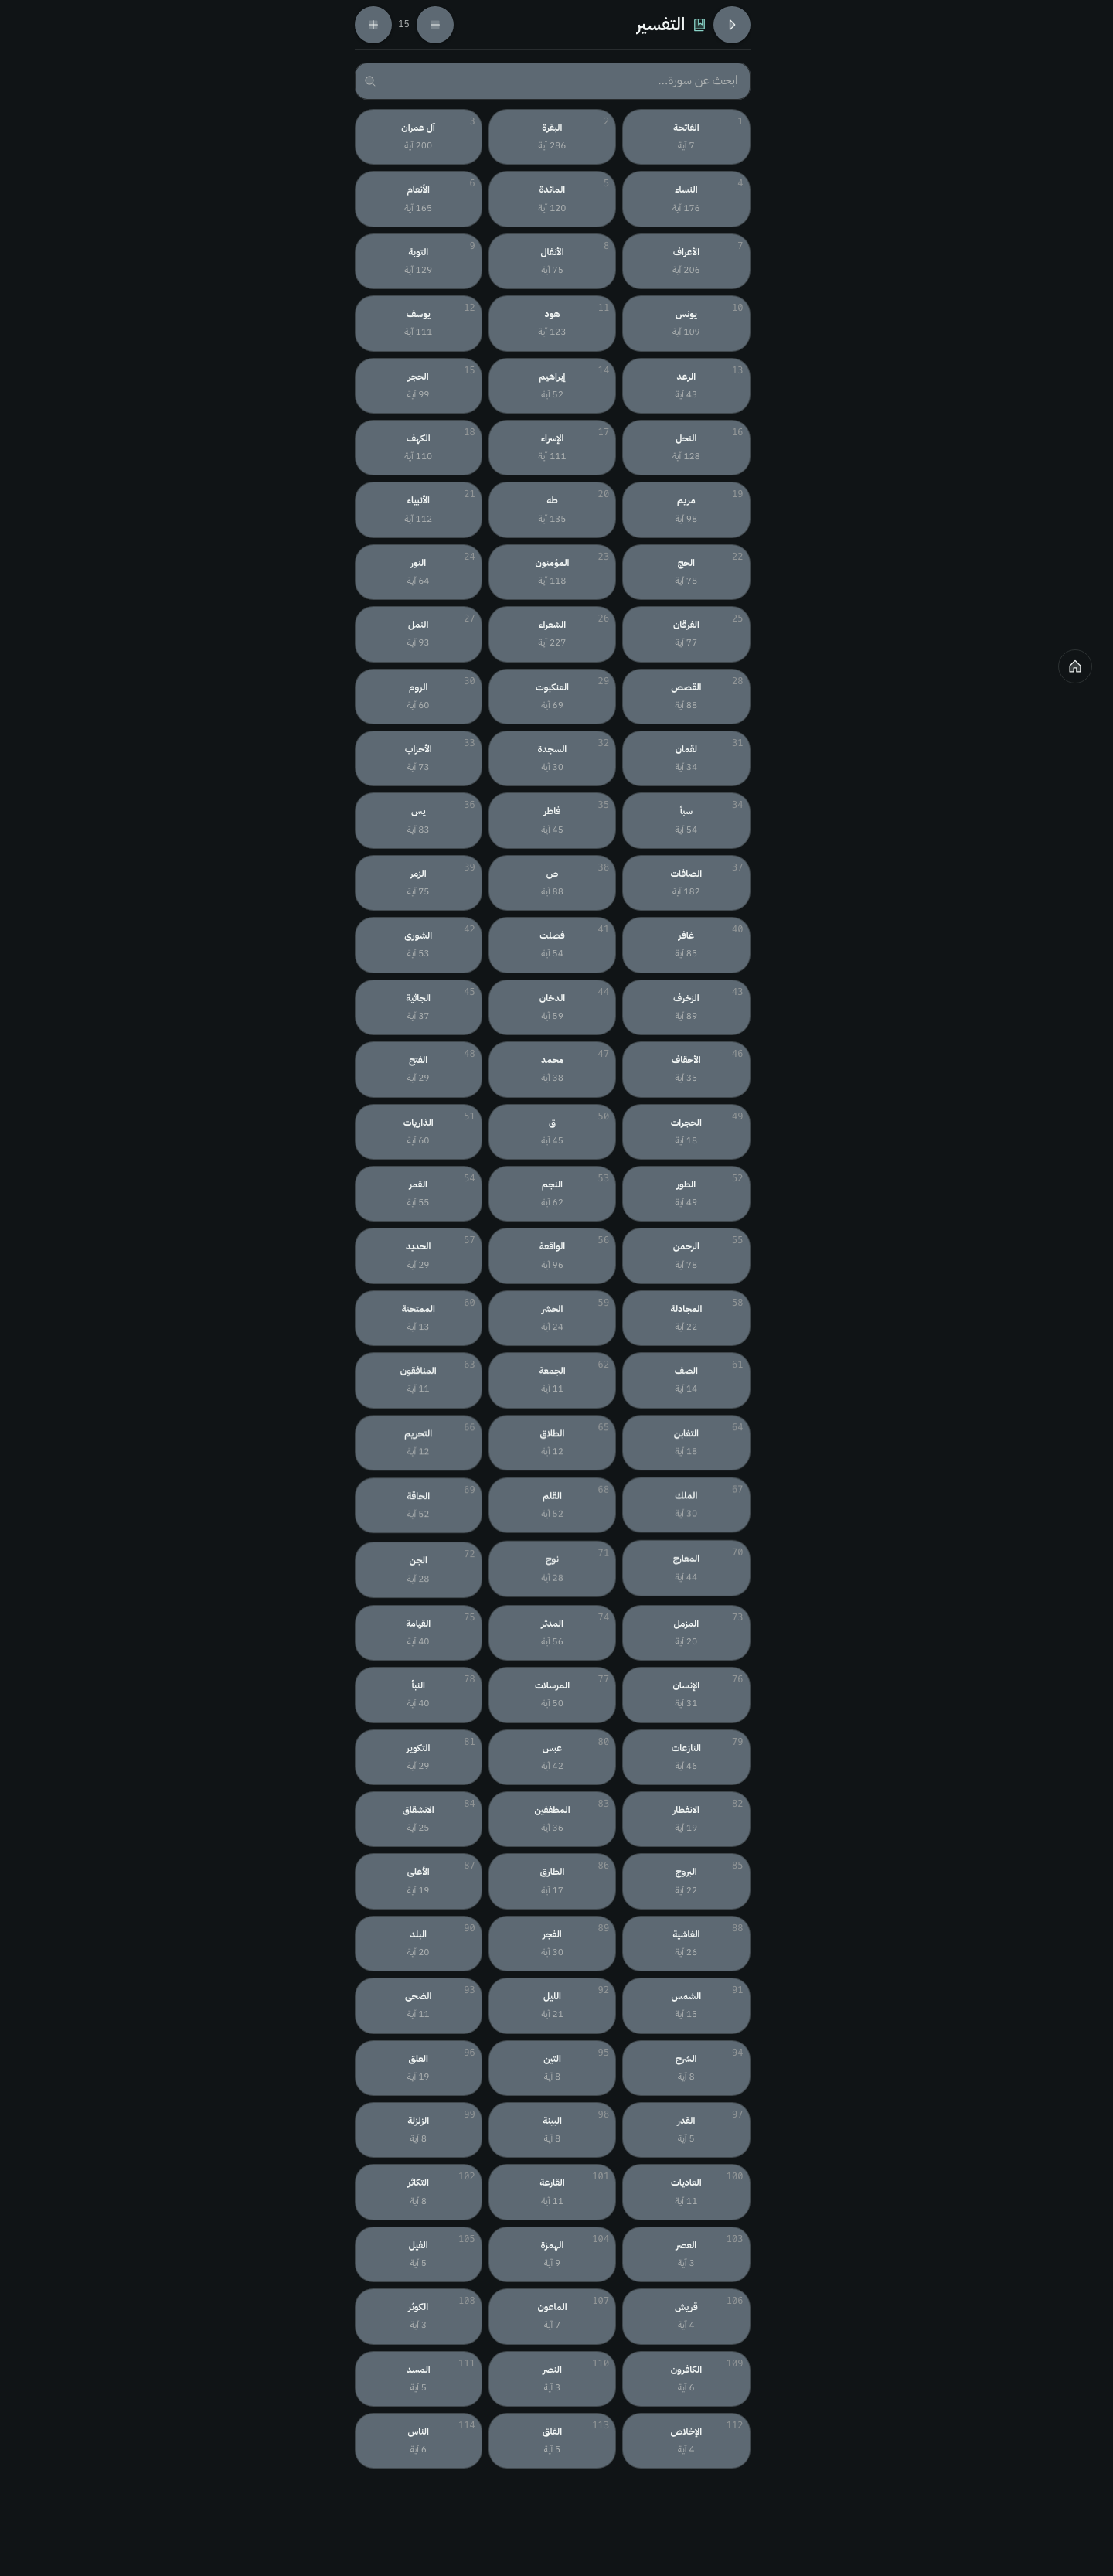 التفسير
15
ابحث عن سورة...
1
الفاتحة
7 آية
2
البقرة
286 آية
3
آل عمران
200 آية
4
النساء
176 آية
5
المائدة
120 آية
6
الأنعام
165 آية
7
الأعراف
206 آية
8
الأنفال
75 آية
9
التوبة
129 آية
10
يونس
109 آية
11
هود
123 آية
12
يوسف
111 آية
13
الرعد
43 آية
14
إبراهيم
52 آية
15
الحجر
99 آية
16
النحل
128 آية
17
الإسراء
111 آية
18
الكهف
110 آية
19
مريم
98 آية
20
طه
135 آية
21
الأنبياء
112 آية
22
الحج
78 آية
23
المؤمنون
118 آية
24
النور
64 آية
25
الفرقان
77 آية
26
الشعراء
227 آية
27
النمل
93 آية
28
القصص
88 آية
29
العنكبوت
69 آية
30
الروم
60 آية
31
لقمان
34 آية
32
السجدة
30 آية
33
الأحزاب
73 آية
34
سبأ
54 آية
35
فاطر
45 آية
36
يس
83 آية
37
الصافات
182 آية
38
ص
88 آية
39
الزمر
75 آية
40
غافر
85 آية
41
فصلت
54 آية
42
الشورى
53 آية
43
الزخرف
89 آية
44
الدخان
59 آية
45
الجاثية
37 آية
46
الأحقاف
35 آية
47
محمد
38 آية
48
الفتح
29 آية
49
الحجرات
18 آية
50
ق
45 آية
51
الذاريات
60 آية
52
الطور
49 آية
53
النجم
62 آية
54
القمر
55 آية
55
الرحمن
78 آية
56
الواقعة
96 آية
57
الحديد
29 آية
58
المجادلة
22 آية
59
الحشر
24 آية
60
الممتحنة
13 آية
61
الصف
14 آية
62
الجمعة
11 آية
63
المنافقون
11 آية
64
التغابن
18 آية
65
الطلاق
12 آية
66
التحريم
12 آية
67
الملك
30 آية
68
القلم
52 آية
69
الحاقة
52 آية
70
المعارج
44 آية
71
نوح
28 آية
72
الجن
28 آية
73
المزمل
20 آية
74
المدثر
56 آية
75
القيامة
40 آية
76
الإنسان
31 آية
77
المرسلات
50 آية
78
النبأ
40 آية
79
النازعات
46 آية
80
عبس
42 آية
81
التكوير
29 آية
82
الانفطار
19 آية
83
المطففين
36 آية
84
الانشقاق
25 آية
85
البروج
22 آية
86
الطارق
17 آية
87
الأعلى
19 آية
88
الغاشية
26 آية
89
الفجر
30 آية
90
البلد
20 آية
91
الشمس
15 آية
92
الليل
21 آية
93
الضحى
11 آية
94
الشرح
8 آية
95
التين
8 آية
96
العلق
19 آية
97
القدر
5 آية
98
البينة
8 آية
99
الزلزلة
8 آية
100
العاديات
11 آية
101
القارعة
11 آية
102
التكاثر
8 آية
103
العصر
3 آية
104
الهمزة
9 آية
105
الفيل
5 آية
106
قريش
4 آية
107
الماعون
7 آية
108
الكوثر
3 آية
109
الكافرون
6 آية
110
النصر
3 آية
111
المسد
5 آية
112
الإخلاص
4 آية
113
الفلق
5 آية
114
الناس
6 آية